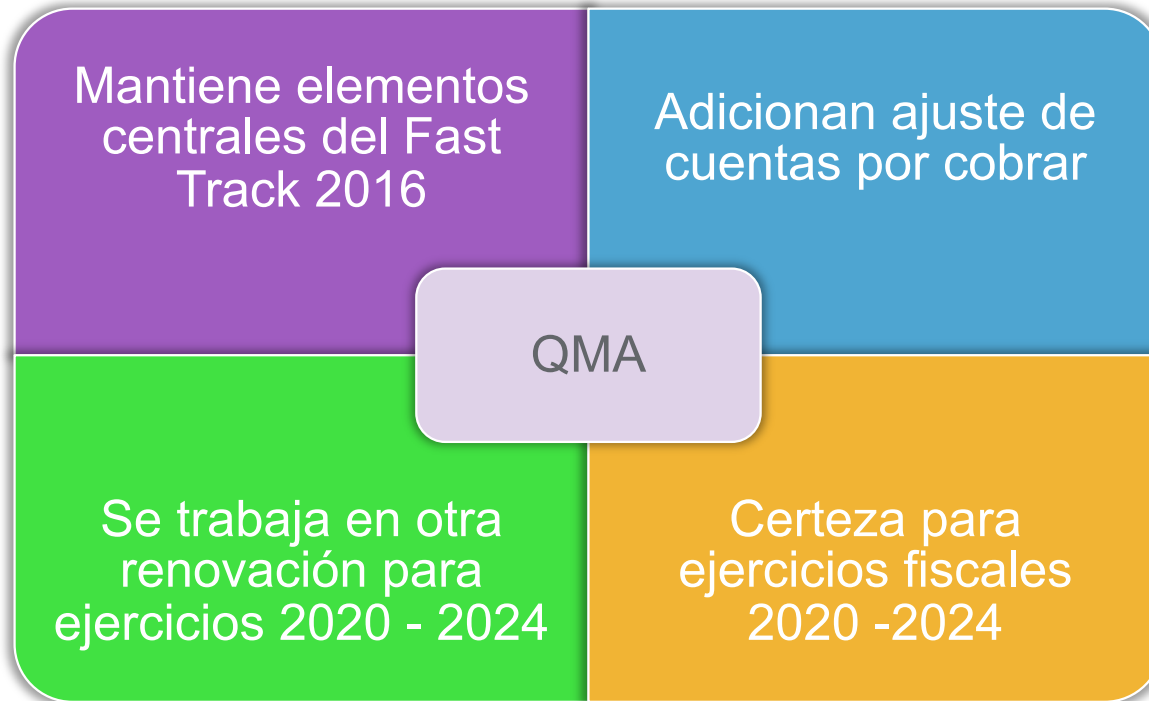 Mantiene elementos
centrales del Fast
Track 2016
Adicionan ajuste de
cuentas por cobrar
QMA
Se trabaja en otra
renovación para
ejercicios 2020 - 2024
Certeza para
ejercicios fiscales
2020 -2024